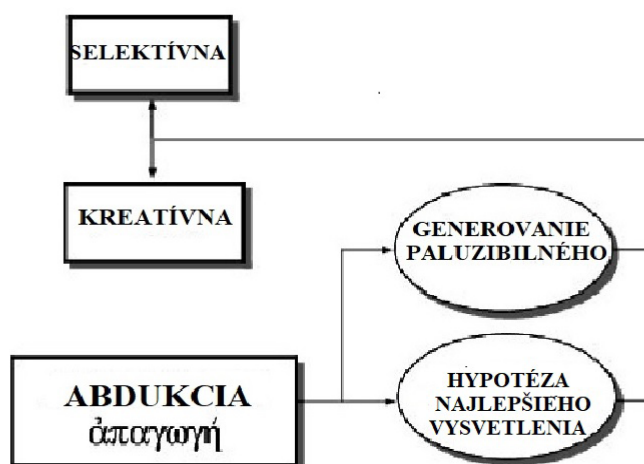 SELEKTÍVNA
KREATÍVNA
GENEROVANIE
PALUZIBILNÉHO
ABDUKCIA
ἀπαγωγή
HYPOTÉZA
NAJLEPŠIEHO
VYSVETLENIA